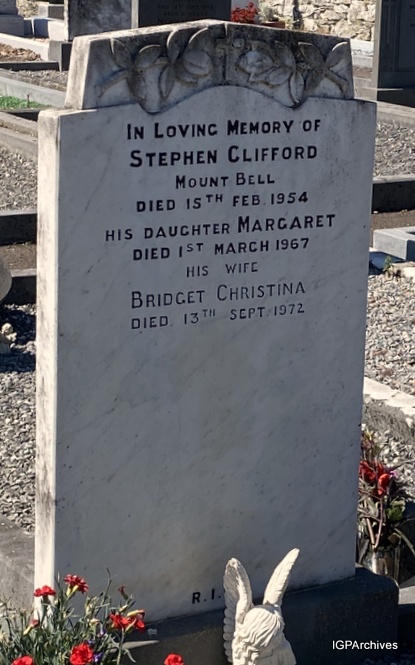 IN LOVING MEMORY OF
STEPHEN CLIFFORD
MOUNT BELL
DIED 15TH FEB. 1954
HIS DAUGHTER MARGARET
DIED 1ST MARCH 1967
HIS WIFE
BRIDGET CHRISTINA
DIED. 13TH SEPT. 1972
R.I.
IGPArchives